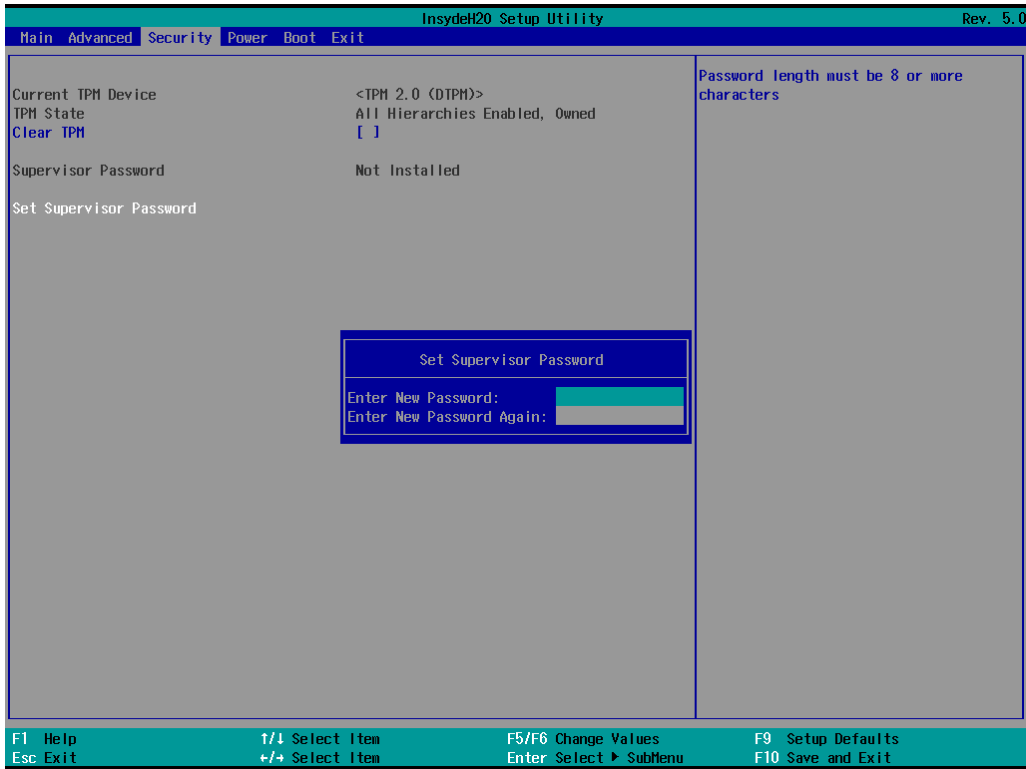 InsydeH20 Setup Utility Rev. 5.0
Main Advanced Security Power Boot Exit
Password length must be 8 or more
characters
Current TPM Device <TPM 2.0 (DTPM)>
TPM State All Hierarchies Enabled, Owned
Clear TPM [ ]
Supervisor Password Not Installed
Set Supervisor Password
Set Supervisor Password
Enter New Password:
Enter New Password Again:
F1 Help ↑/↓ Select Item F5/F6 Change Values F9 Setup Defaults
Esc Exit ←/→ Select Item Enter Select ▶ SubMenu F10 Save and Exit